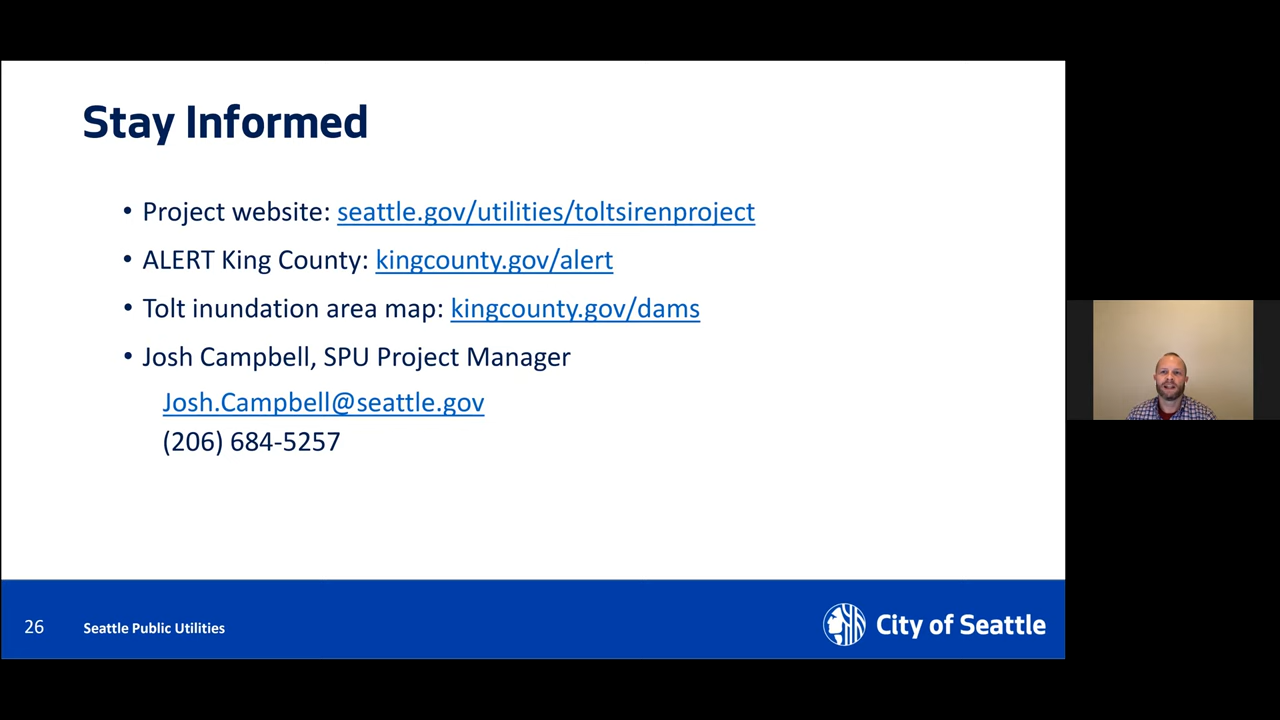 Stay Informed
• Project website: seattle.gov/utilities/toltsirenproject
• ALERT King County: kingcounty.gov/alert
• Tolt inundation area map: kingcounty.gov/dams
• Josh Campbell, SPU Project Manager
Josh.Campbell@seattle.gov
(206) 684-5257
26 Seattle Public Utilities
City of Seattle